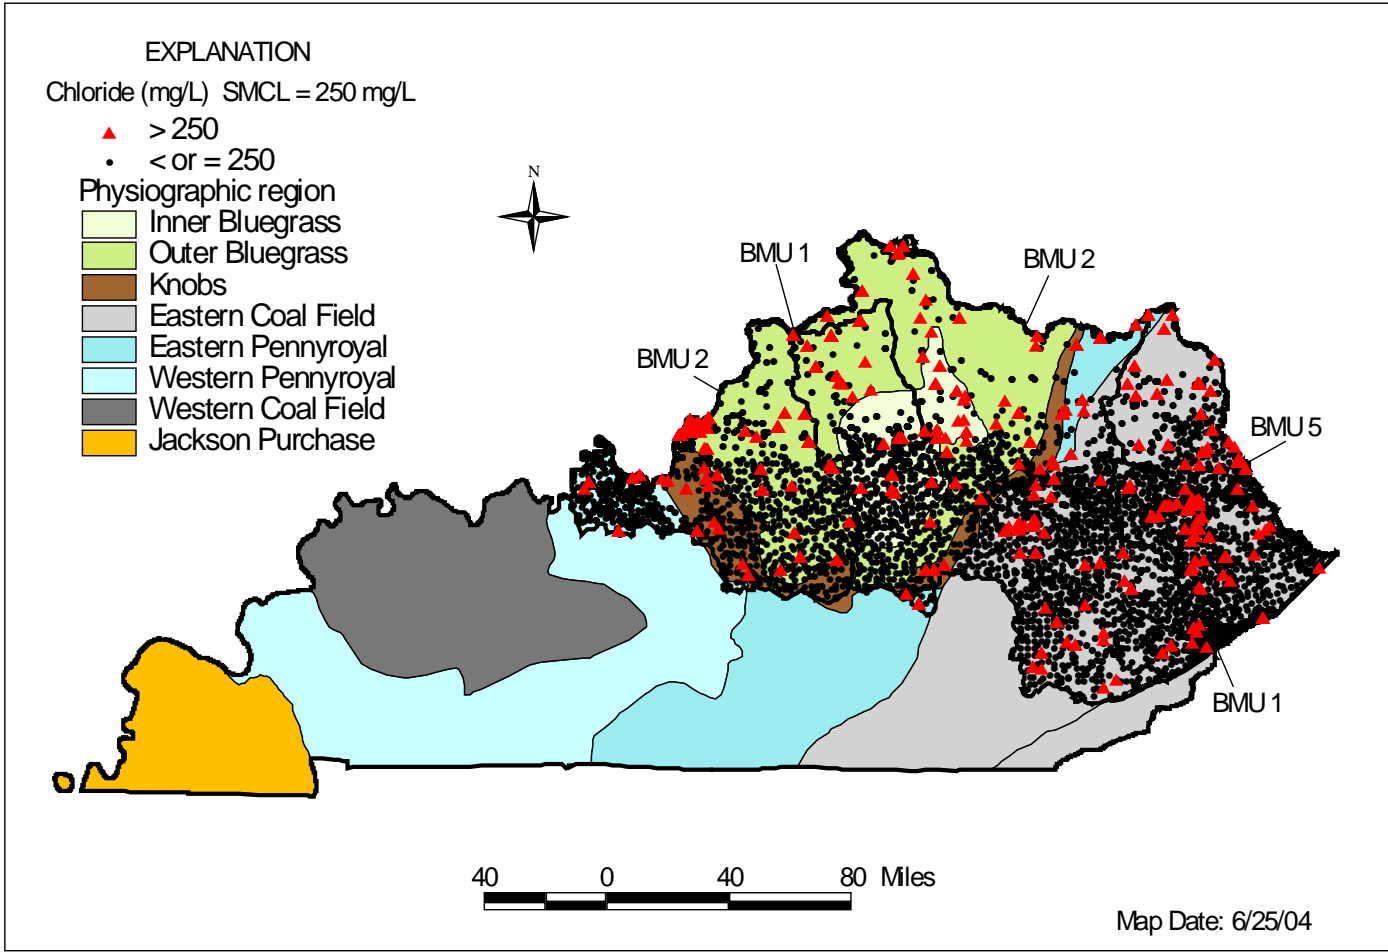 EXPLANATION
Chloride (mg/L) SMCL = 250 mg/L
> 250
< or = 250
Physiographic region
Inner Bluegrass
Outer Bluegrass
Knobs
Eastern Coal Field
Eastern Pennyroyal
Western Pennyroyal
Western Coal Field
Jackson Purchase
N
BMU 1
BMU 2
BMU 2
BMU 5
BMU 1
40 0 40 80 Miles
Map Date: 6/25/04